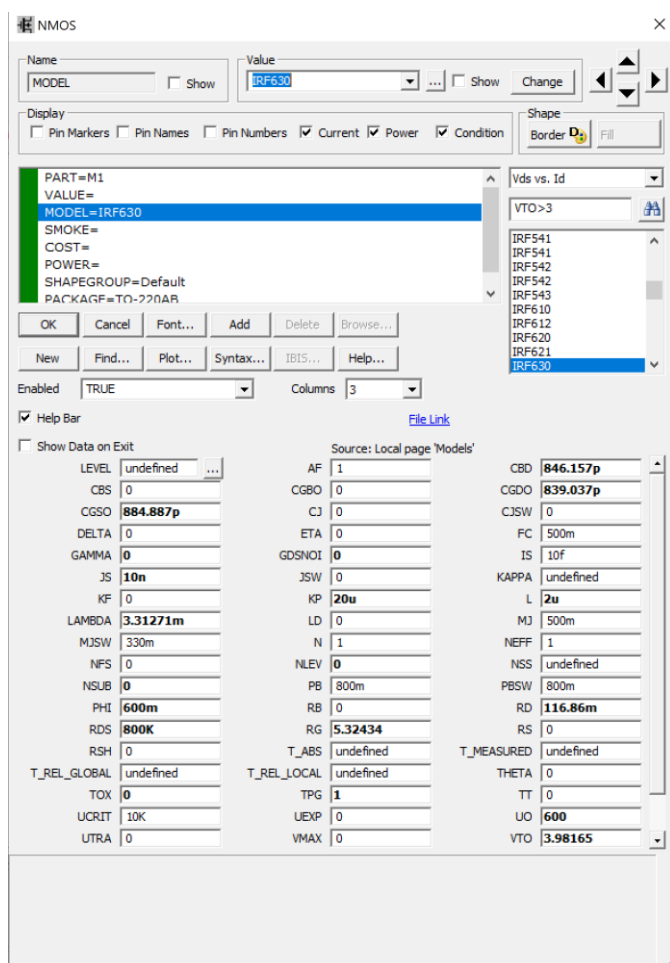 NMOS
Name
MODEL
Show
Value
IRF630
...
Show
Change
Display
Pin Markers Pin Names Pin Numbers Current Power Condition
Shape
Border D
Fill
PART=M1
VALUE=
MODEL=IRF630
SMOKE=
COST=
POWER=
SHAPEGROUP=Default
PACKAGE=TO-220AB
Vds vs. Id
VTO>3
IRF541
IRF541
IRF542
IRF542
IRF543
IRF610
IRF612
IRF620
IRF621
IRF630
OK Cancel Font... Add Delete Browse...
New Find... Plot... Syntax... IBIS... Help...
Enabled TRUE Columns 3
Help Bar File Link
Show Data on Exit Source: Local page 'Models'
LEVEL undefined ... AF 1 CBD 846.157p
CBS 0 CGBO 0 CGDO 839.037p
CGSO 884.887p CJ 0 CJSW 0
DELTA 0 ETA 0 FC 500m
GAMMA 0 GDSNOI 0 IS 10f
JS 10n JSW 0 KAPPA undefined
KF 0 KP 20u L 2u
LAMBDA 3.31271m LD 0 MJ 500m
MJSW 330m N 1 NEFF 1
NFS 0 NLEV 0 NSS undefined
NSUB 0 PB 800m PBSW 800m
PHI 600m RB 0 RD 116.86m
RDS 800K RG 5.32434 RS 0
RSH 0 T_ABS undefined T_MEASURED undefined
T_REL_GLOBAL undefined T_REL_LOCAL undefined THETA 0
TOX 0 TPG 1 TT 0
UCRIT 10K UEXP 0 UO 600
UTRA 0 VMAX 0 VTO 3.98165